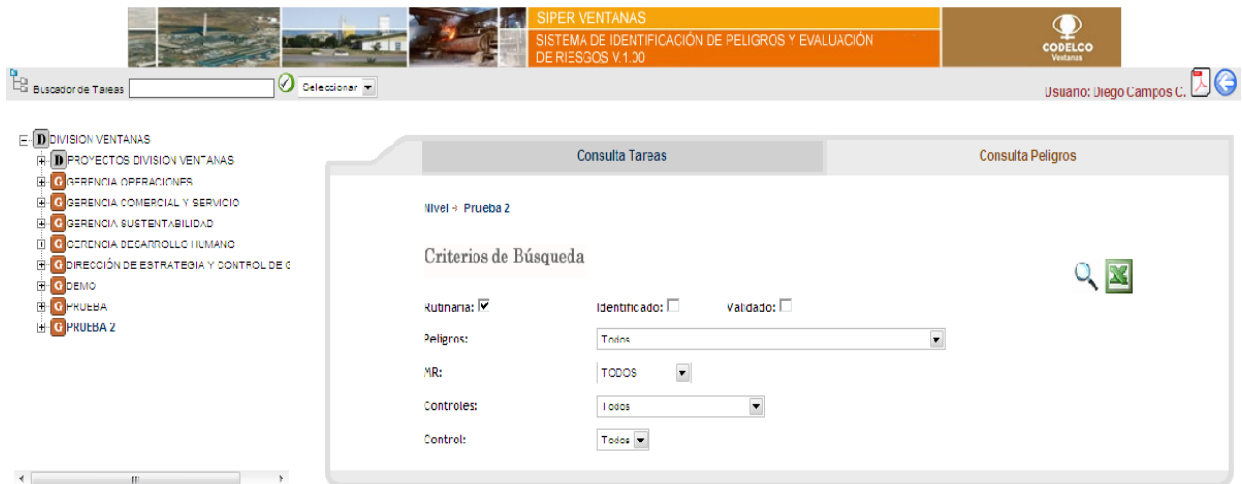 SIPER VENTANAS
SISTEMA DE IDENTIFICACIÓN DE PELIGROS Y EVALUACIÓN
DE RIESGOS V.1.00
CODELCO
Ventanas
Buscador de Tareas
Seleccionar
Usuario: Diego Campos C.
D DIVISION VENTANAS
D PROYECTOS DIVISION VENTANAS
G GERENCIA OPERACIONES
G GERENCIA COMERCIAL Y SERVICIO
G GERENCIA SUSTENTABILIDAD
G GERENCIA DESARROLLO HUMANO
G DIRECCIÓN DE ESTRATEGIA Y CONTROL DE G
G DEMO
G PRUEBA
G PRUEBA 2
Consulta Tareas
Consulta Peligros
Nivel → Prueba 2
Criterios de Búsqueda
Rutinaria: Identificado: Validado:
Peligros: Todos
MR: TODOS
Controles: Todos
Control: Todos